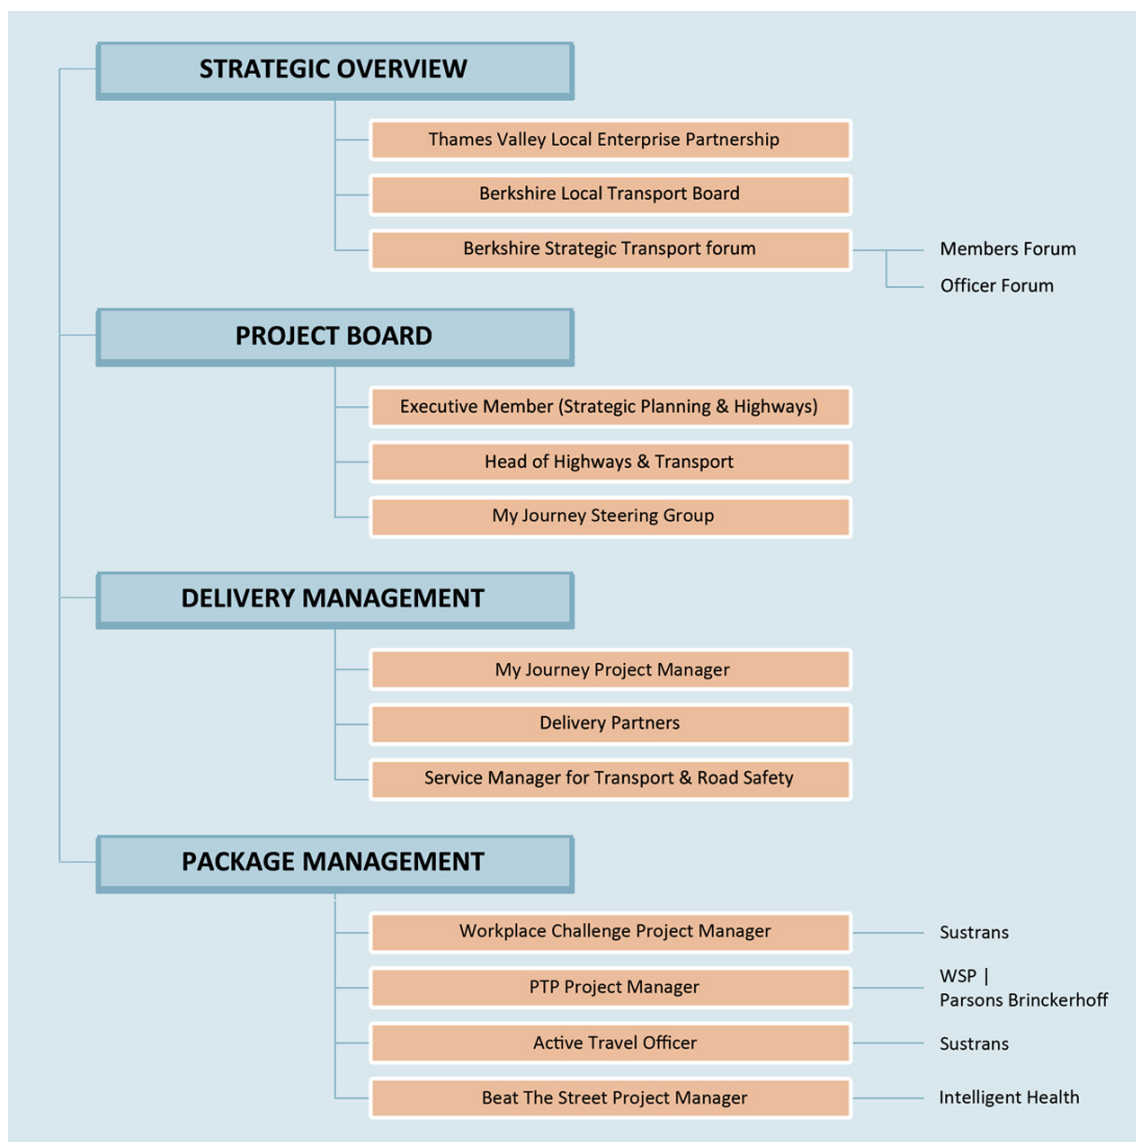 STRATEGIC OVERVIEW
Thames Valley Local Enterprise Partnership
Berkshire Local Transport Board
Berkshire Strategic Transport forum
Members Forum
Officer Forum
PROJECT BOARD
Executive Member (Strategic Planning & Highways)
Head of Highways & Transport
My Journey Steering Group
DELIVERY MANAGEMENT
My Journey Project Manager
Delivery Partners
Service Manager for Transport & Road Safety
PACKAGE MANAGEMENT
Workplace Challenge Project Manager
Sustrans
PTP Project Manager
WSP |
Parsons Brinckerhoff
Active Travel Officer
Sustrans
Beat The Street Project Manager
Intelligent Health